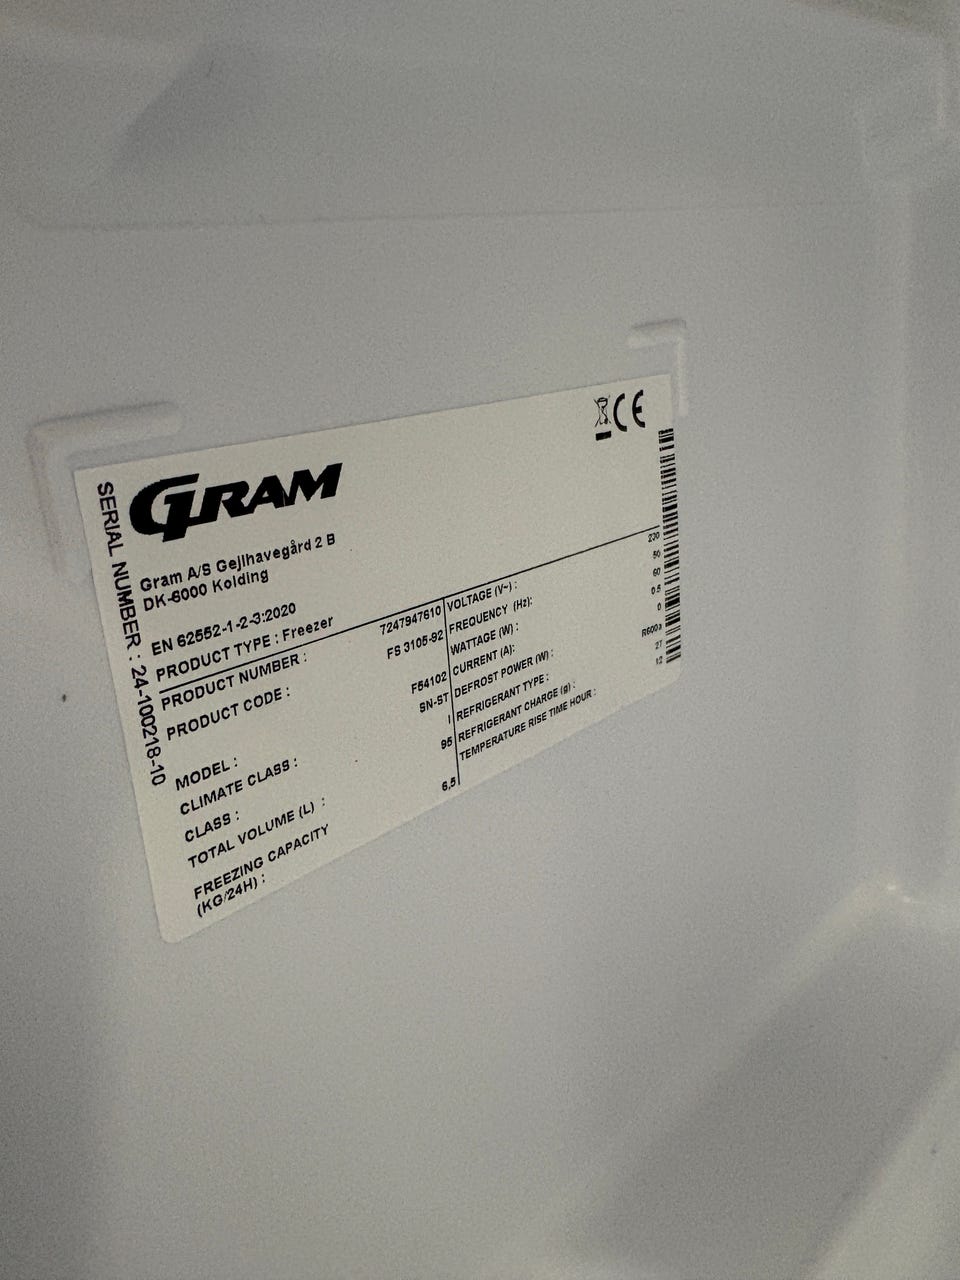 SERIAL NUMBER : 24-100218-10
GRAM
CE
Gram A/S Gejlhavegård 2 B
DK-6000 Kolding
EN 62552-1-2-3:2020
PRODUCT TYPE : Freezer
PRODUCT NUMBER : 7247947610
PRODUCT CODE : FS 3105-92
MODEL : F54102
CLIMATE CLASS : SN-ST
CLASS : I
TOTAL VOLUME (L) : 95
FREEZING CAPACITY
(KG/24H) : 6,5
VOLTAGE (V~) : 230
FREQUENCY (Hz): 50
WATTAGE (W) : 60
CURRENT (A): 0.5
DEFROST POWER (W) : 0
REFRIGERANT TYPE : R600a
REFRIGERANT CHARGE (g) : 27
TEMPERATURE RISE TIME HOUR : 12